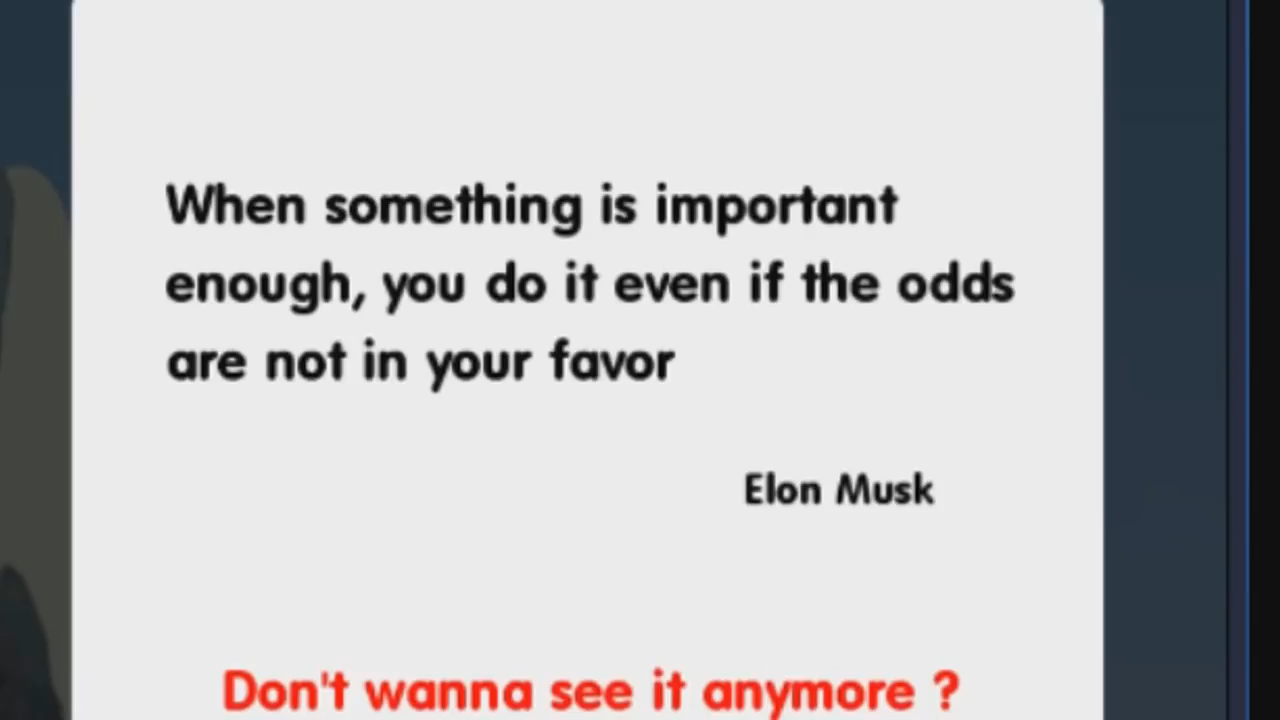 When something is important
enough, you do it even if the odds
are not in your favor
Elon Musk
Don't wanna see it anymore ?